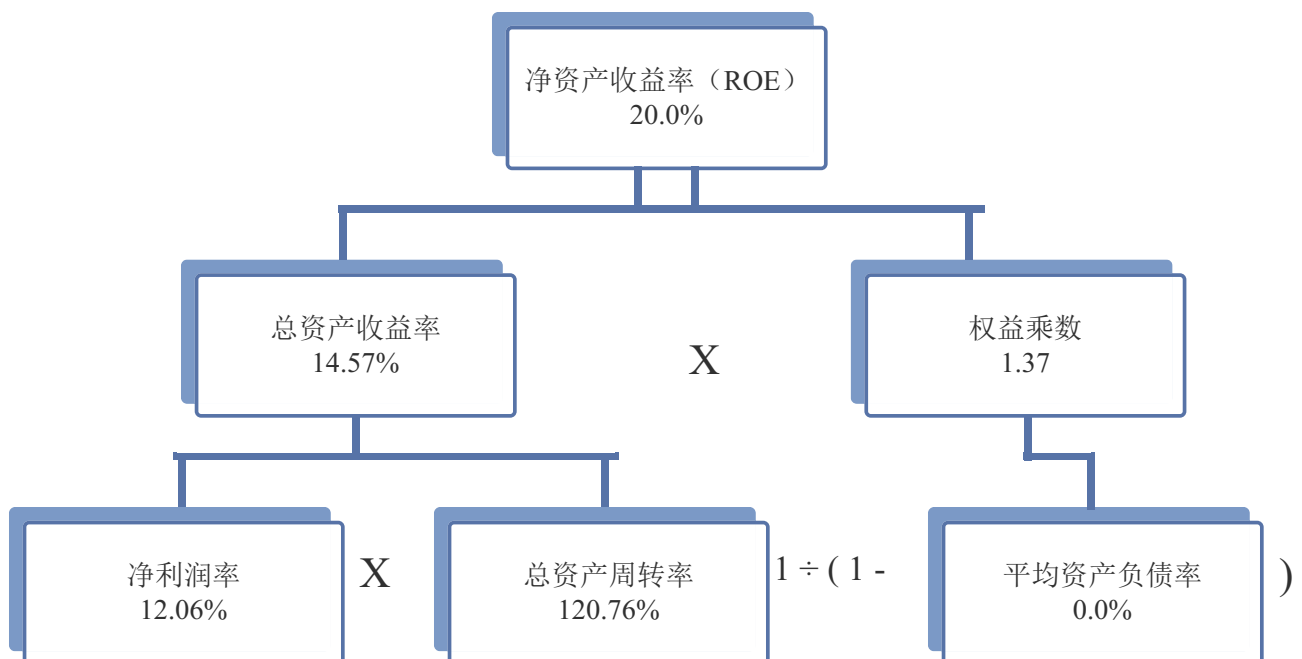 净资产收益率（ROE）
20.0%
总资产收益率
14.57%
X
权益乘数
1.37
净利润率
12.06%
X
总资产周转率
120.76%
1 ÷ ( 1 -
平均资产负债率
0.0%
)